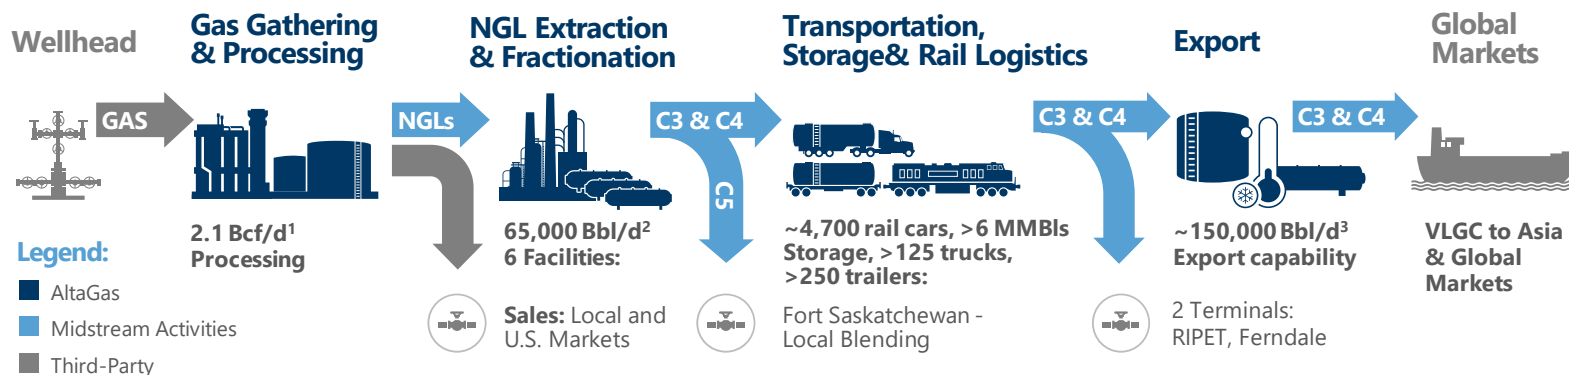 Wellhead
Gas Gathering
& Processing
NGL Extraction
& Fractionation
Transportation,
Storage& Rail Logistics
Export
Global
Markets
GAS
NGLs
C3 & C4
C5
C3 & C4
C3 & C4
2.1 Bcf/d¹
Processing
65,000 Bbl/d²
6 Facilities:
~4,700 rail cars, >6 MMBls
Storage, >125 trucks,
>250 trailers:
~150,000 Bbl/d³
Export capability
VLGC to Asia
& Global
Markets
Legend:
AltaGas
Midstream Activities
Third-Party
Sales: Local and
U.S. Markets
Fort Saskatchewan -
Local Blending
2 Terminals:
RIPET, Ferndale